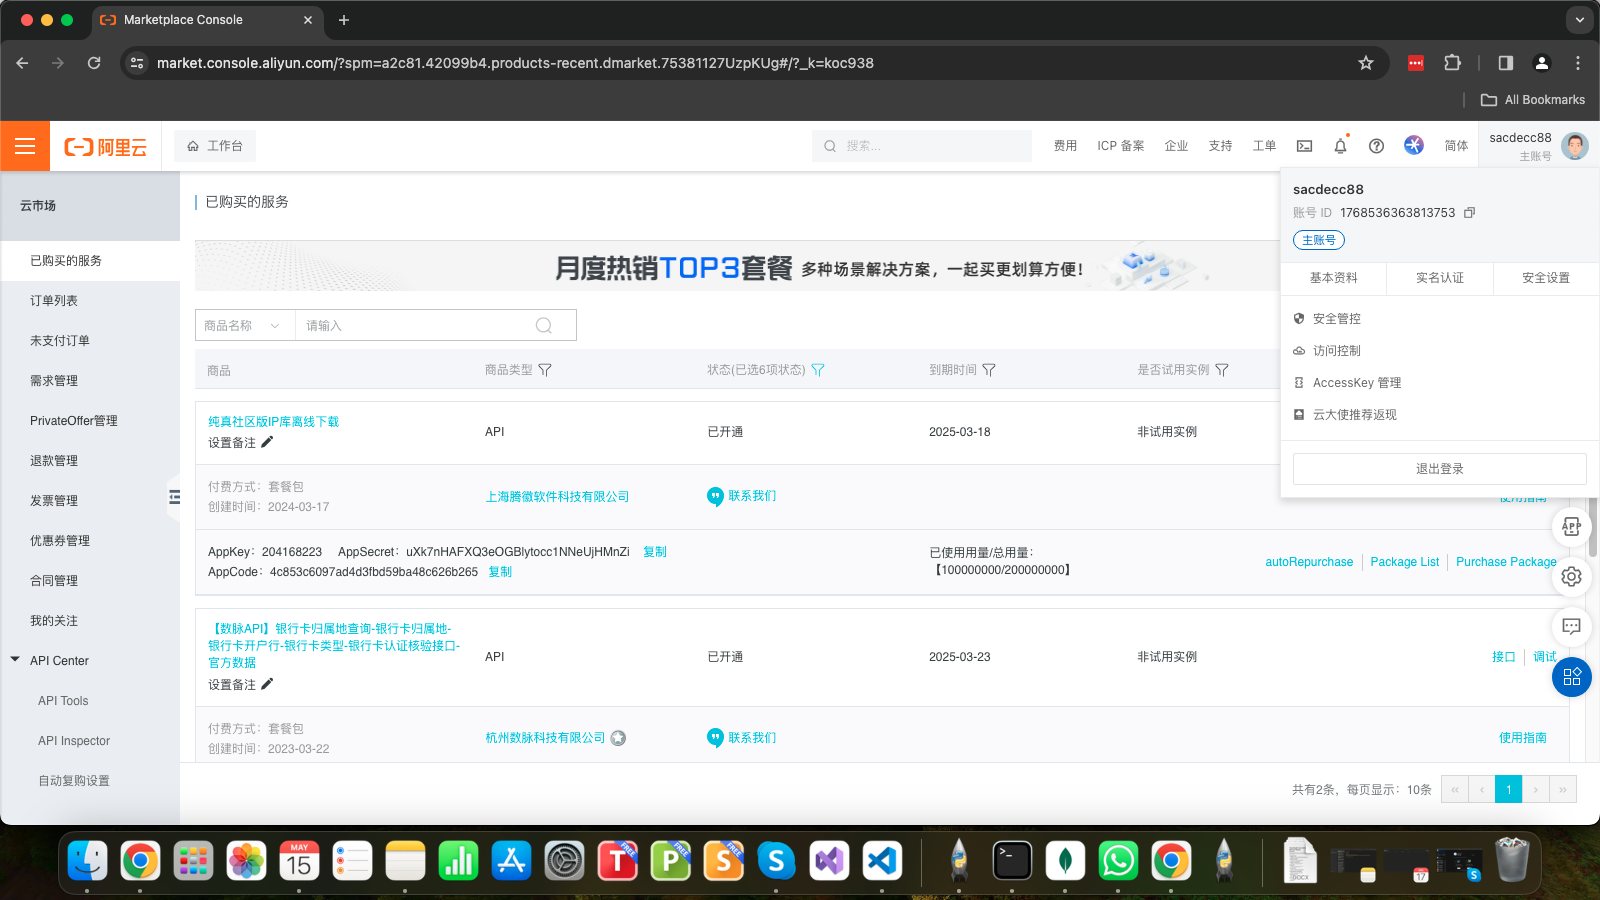 Marketplace Console
market.console.aliyun.com/?spm=a2c81.42099b4.products-recent.dmarket.75381127UzpKUg#/?_k=koc938
All Bookmarks
阿里云
工作台
搜索...
费用
ICP 备案
企业
支持
工单
简体
sacdecc88
主账号
云市场
已购买的服务
订单列表
未支付订单
需求管理
PrivateOffer管理
退款管理
发票管理
优惠券管理
合同管理
我的关注
API Center
API Tools
API Inspector
自动复购设置
已购买的服务
月度热销TOP3套餐 多种场景解决方案，一起买更划算方便！
商品名称
请输入
商品
商品类型
状态(已选6项状态)
到期时间
是否试用实例
纯真社区版IP库离线下载
设置备注
API
已开通
2025-03-18
非试用实例
付费方式：套餐包
创建时间：2024-03-17
上海腾徽软件科技有限公司
联系我们
使用指南
AppKey：204168223 AppSecret：uXk7nHAFXQ3eOGBlytocc1NNeUjHMnZi 复制
AppCode：4c853c6097ad4d3fbd59ba48c626b265 复制
已使用用量/总用量：
【100000000/200000000】
autoRepurchase
Package List
Purchase Package
【数脉API】银行卡归属地查询-银行卡归属地-
银行卡开户行-银行卡类型-银行卡认证核验接口-
官方数据
设置备注
API
已开通
2025-03-23
非试用实例
接口
调试
付费方式：套餐包
创建时间：2023-03-22
杭州数脉科技有限公司
联系我们
使用指南
共有2条，每页显示：10条
« ‹ 1 › »
sacdecc88
账号 ID 1768536363813753
主账号
基本资料
实名认证
安全设置
安全管控
访问控制
AccessKey 管理
云大使推荐返现
退出登录
APP
MAY
15
T
FREE
P
FREE
S
FREE
S
.DOCX
17
S